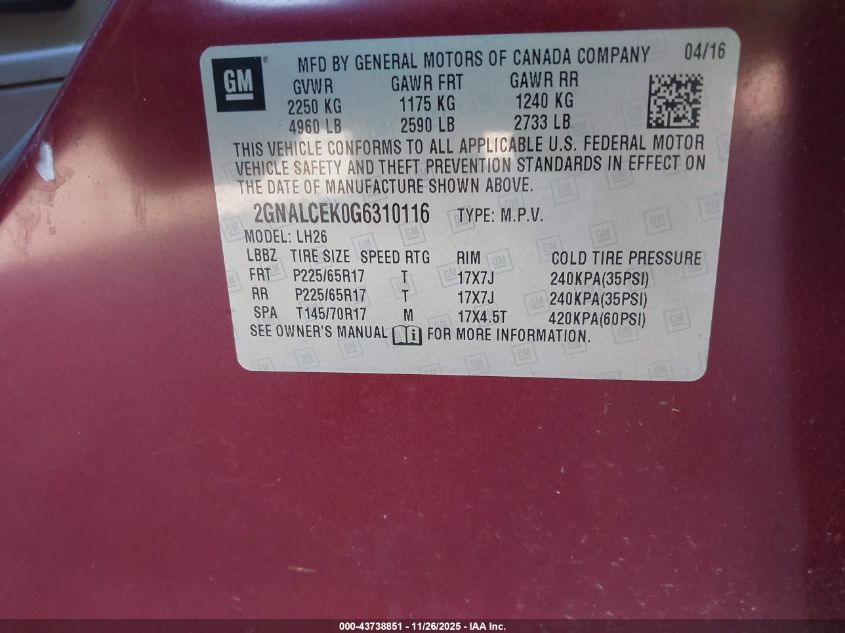 GM
MFD BY GENERAL MOTORS OF CANADA COMPANY 04/16
GVWR GAWR FRT GAWR RR
2250 KG 1175 KG 1240 KG
4960 LB 2590 LB 2733 LB
THIS VEHICLE CONFORMS TO ALL APPLICABLE U.S. FEDERAL MOTOR
VEHICLE SAFETY AND THEFT PREVENTION STANDARDS IN EFFECT ON
THE DATE OF MANUFACTURE SHOWN ABOVE.
2GNALCEK0G6310116 TYPE: M.P.V.
MODEL: LH26
LBBZ TIRE SIZE SPEED RTG RIM COLD TIRE PRESSURE
FRT P225/65R17 T 17X7J 240KPA(35PSI)
RR P225/65R17 T 17X7J 240KPA(35PSI)
SPA T145/70R17 M 17X4.5T 420KPA(60PSI)
SEE OWNER'S MANUAL i FOR MORE INFORMATION.
000-43738851 - 11/26/2025 - IAA Inc.